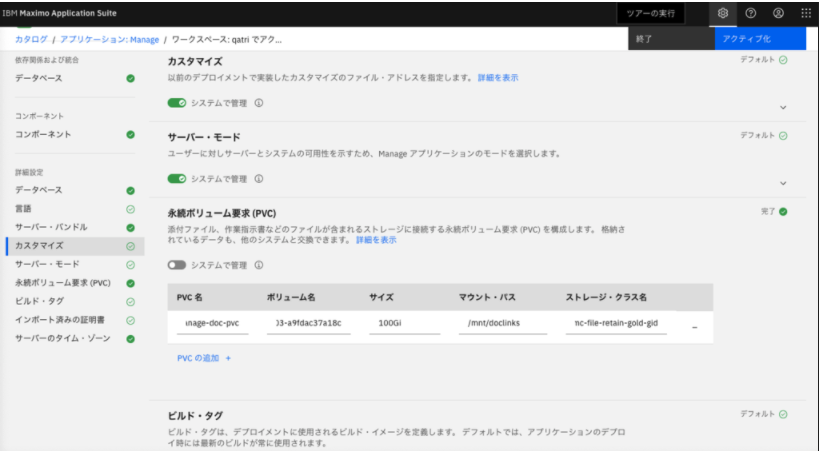 IBM Maximo Application Suite
ツアーの実行
カタログ / アプリケーション: Manage / ワークスペース: qatri でアク...
終了
アクティブ化
依存関係および統合
データベース
コンポーネント
コンポーネント
詳細設定
データベース
言語
サーバー・バンドル
カスタマイズ
サーバー・モード
永続ボリューム要求 (PVC)
ビルド・タグ
インポート済みの証明書
サーバーのタイム・ゾーン
カスタマイズ
デフォルト
以前のデプロイメントで実装したカスタマイズのファイル・アドレスを指定します。 詳細を表示
システムで管理
サーバー・モード
デフォルト
ユーザーに対しサーバーとシステムの可用性を示すため、Manage アプリケーションのモードを選択します。
システムで管理
永続ボリューム要求 (PVC)
完了
添付ファイル、作業指示書などのファイルが含まれるストレージに接続する永続ボリューム要求 (PVC) を構成します。 格納さ
れているデータも、他のシステムと交換できます。 詳細を表示
システムで管理
PVC 名 ボリューム名 サイズ マウント・パス ストレージ・クラス名
nage-doc-pvc 03-a9fdac37a18c 100Gi /mnt/doclinks mc-file-retain-gold-gid
PVC の追加 +
ビルド・タグ
デフォルト
ビルド・タグは、デプロイメントに使用されるビルド・イメージを定義します。 デフォルトでは、アプリケーションのデプロ
イ時には最新のビルドが常に使用されます。